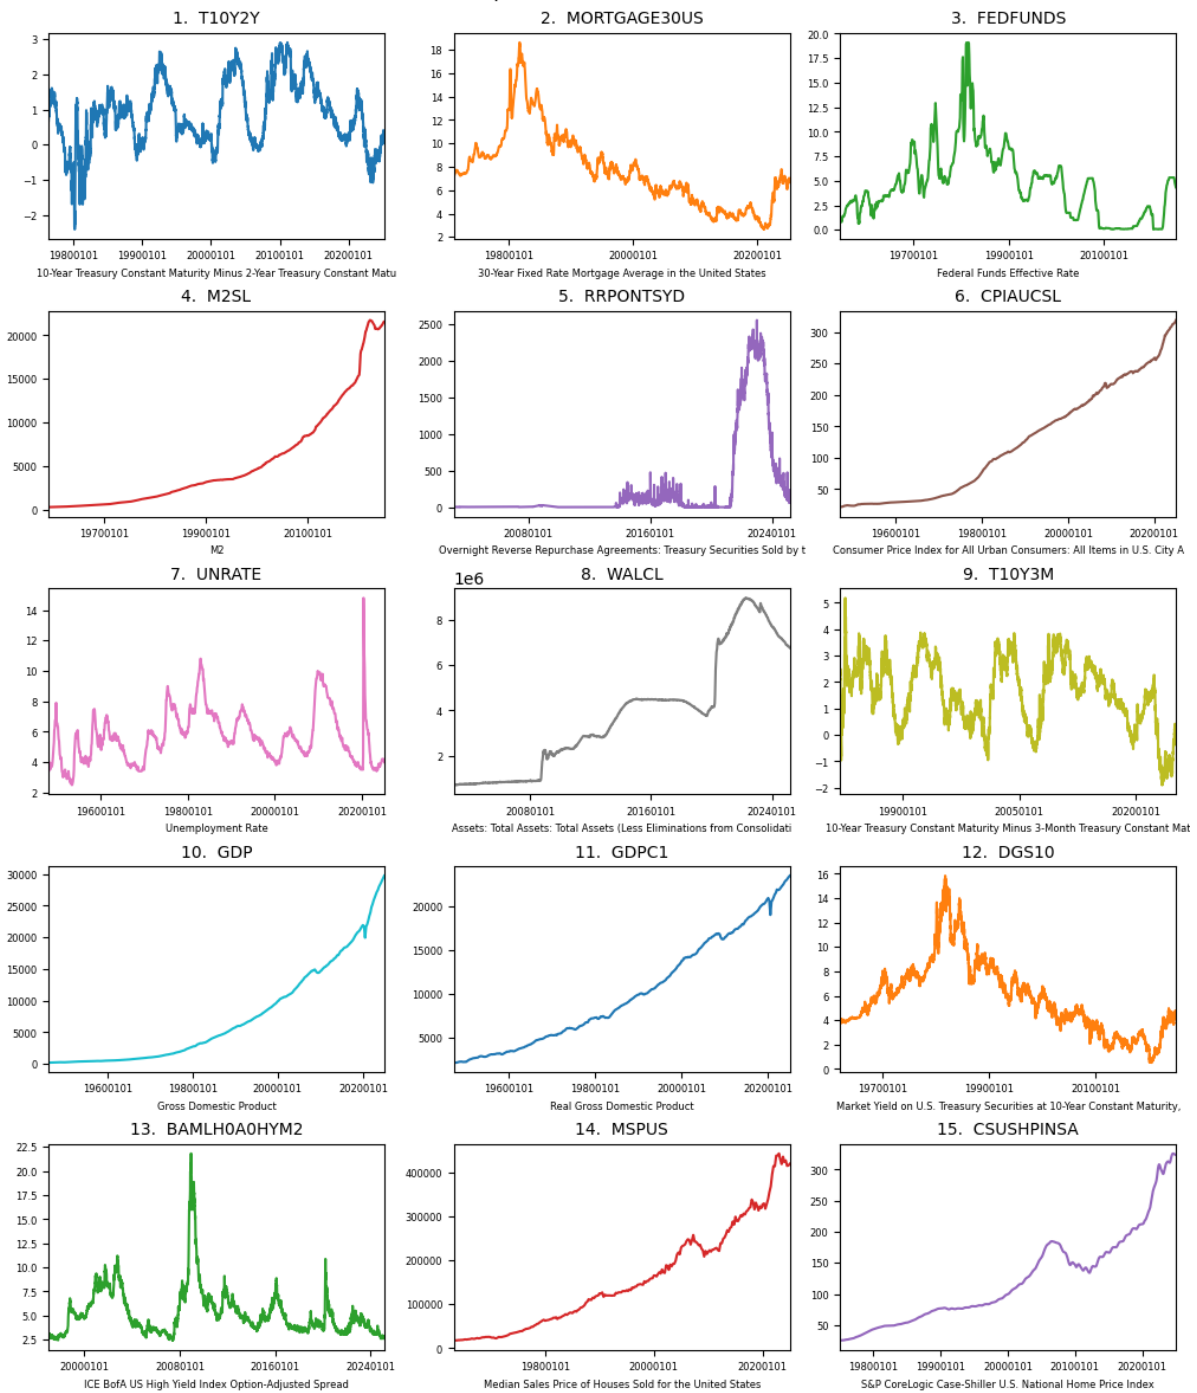 1.  T10Y2Y
3
2
1
0
−1
−2
19800101 19900101 20000101 20100101 20200101
10-Year Treasury Constant Maturity Minus 2-Year Treasury Constant Matu
2.  MORTGAGE30US
18
16
14
12
10
8
6
4
2
19800101 20000101 20200101
30-Year Fixed Rate Mortgage Average in the United States
3.  FEDFUNDS
20.0
17.5
15.0
12.5
10.0
7.5
5.0
2.5
0.0
19700101 19900101 20100101
Federal Funds Effective Rate
4.  M2SL
20000
15000
10000
5000
0
19700101 19900101 20100101
M2
5.  RRPONTSYD
2500
2000
1500
1000
500
0
20080101 20160101 20240101
Overnight Reverse Repurchase Agreements: Treasury Securities Sold by t
6.  CPIAUCSL
300
250
200
150
100
50
19600101 19800101 20000101 20200101
Consumer Price Index for All Urban Consumers: All Items in U.S. City A
7.  UNRATE
14
12
10
8
6
4
2
19600101 19800101 20000101 20200101
Unemployment Rate
8.  WALCL
1e6
8
6
4
2
20080101 20160101 20240101
Assets: Total Assets: Total Assets (Less Eliminations from Consolidati
9.  T10Y3M
5
4
3
2
1
0
−1
−2
19900101 20050101 20200101
10-Year Treasury Constant Maturity Minus 3-Month Treasury Constant Mat
10.  GDP
30000
25000
20000
15000
10000
5000
0
19600101 19800101 20000101 20200101
Gross Domestic Product
11.  GDPC1
20000
15000
10000
5000
19600101 19800101 20000101 20200101
Real Gross Domestic Product
12.  DGS10
16
14
12
10
8
6
4
2
0
19700101 19900101 20100101
Market Yield on U.S. Treasury Securities at 10-Year Constant Maturity,
13.  BAMLH0A0HYM2
22.5
20.0
17.5
15.0
12.5
10.0
7.5
5.0
2.5
20000101 20080101 20160101 20240101
ICE BofA US High Yield Index Option-Adjusted Spread
14.  MSPUS
400000
300000
200000
100000
0
19800101 20000101 20200101
Median Sales Price of Houses Sold for the United States
15.  CSUSHPINSA
300
250
200
150
100
50
19800101 19900101 20000101 20100101 20200101
S&P CoreLogic Case-Shiller U.S. National Home Price Index